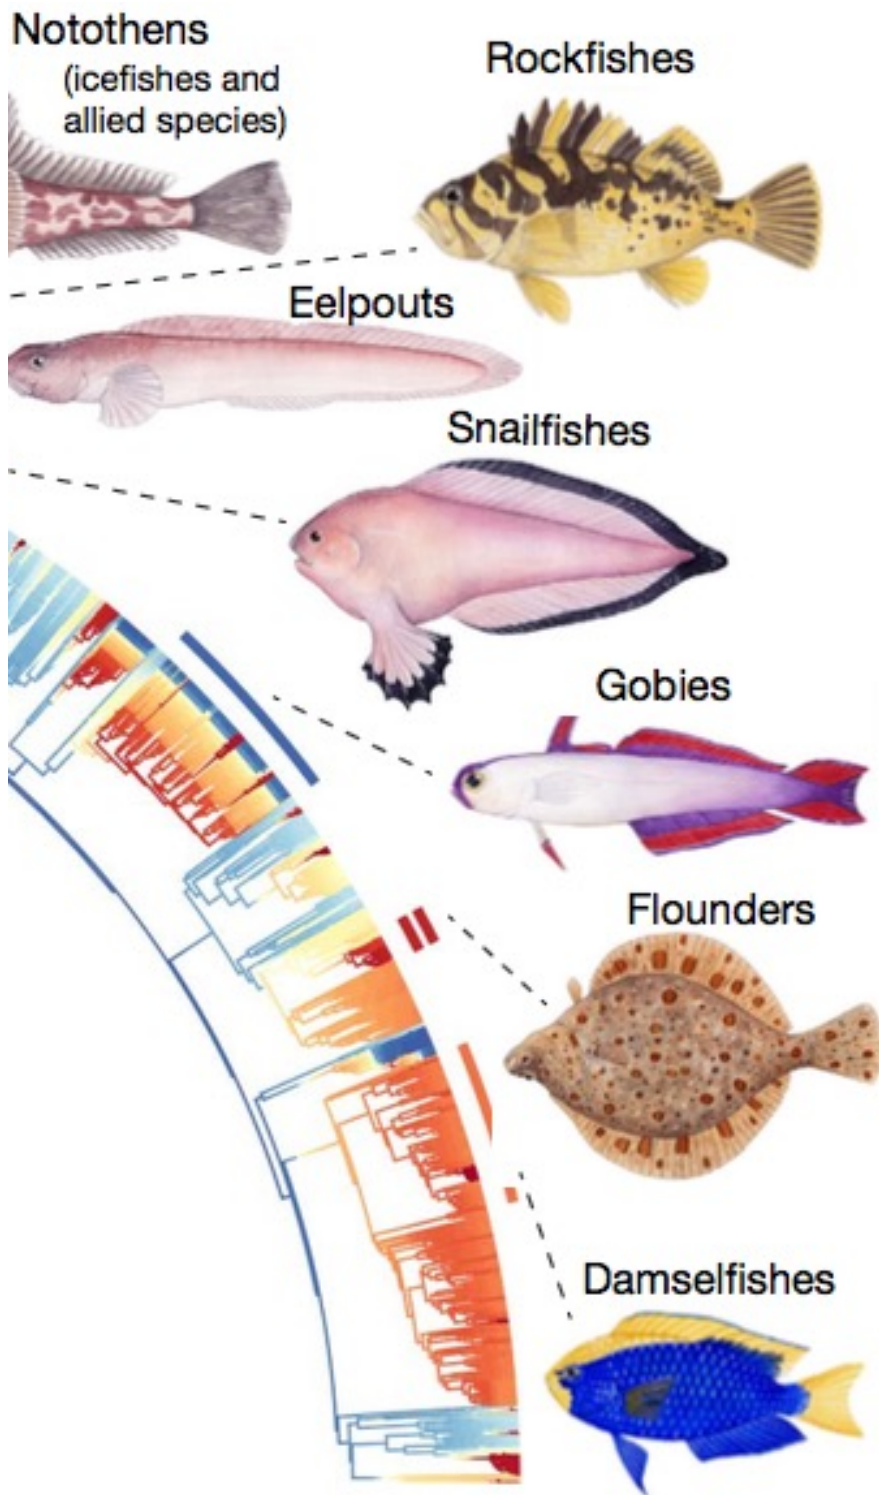 Notothens
(icefishes and
allied species)
Rockfishes
Eelpouts
Snailfishes
Gobies
Flounders
Damselfishes